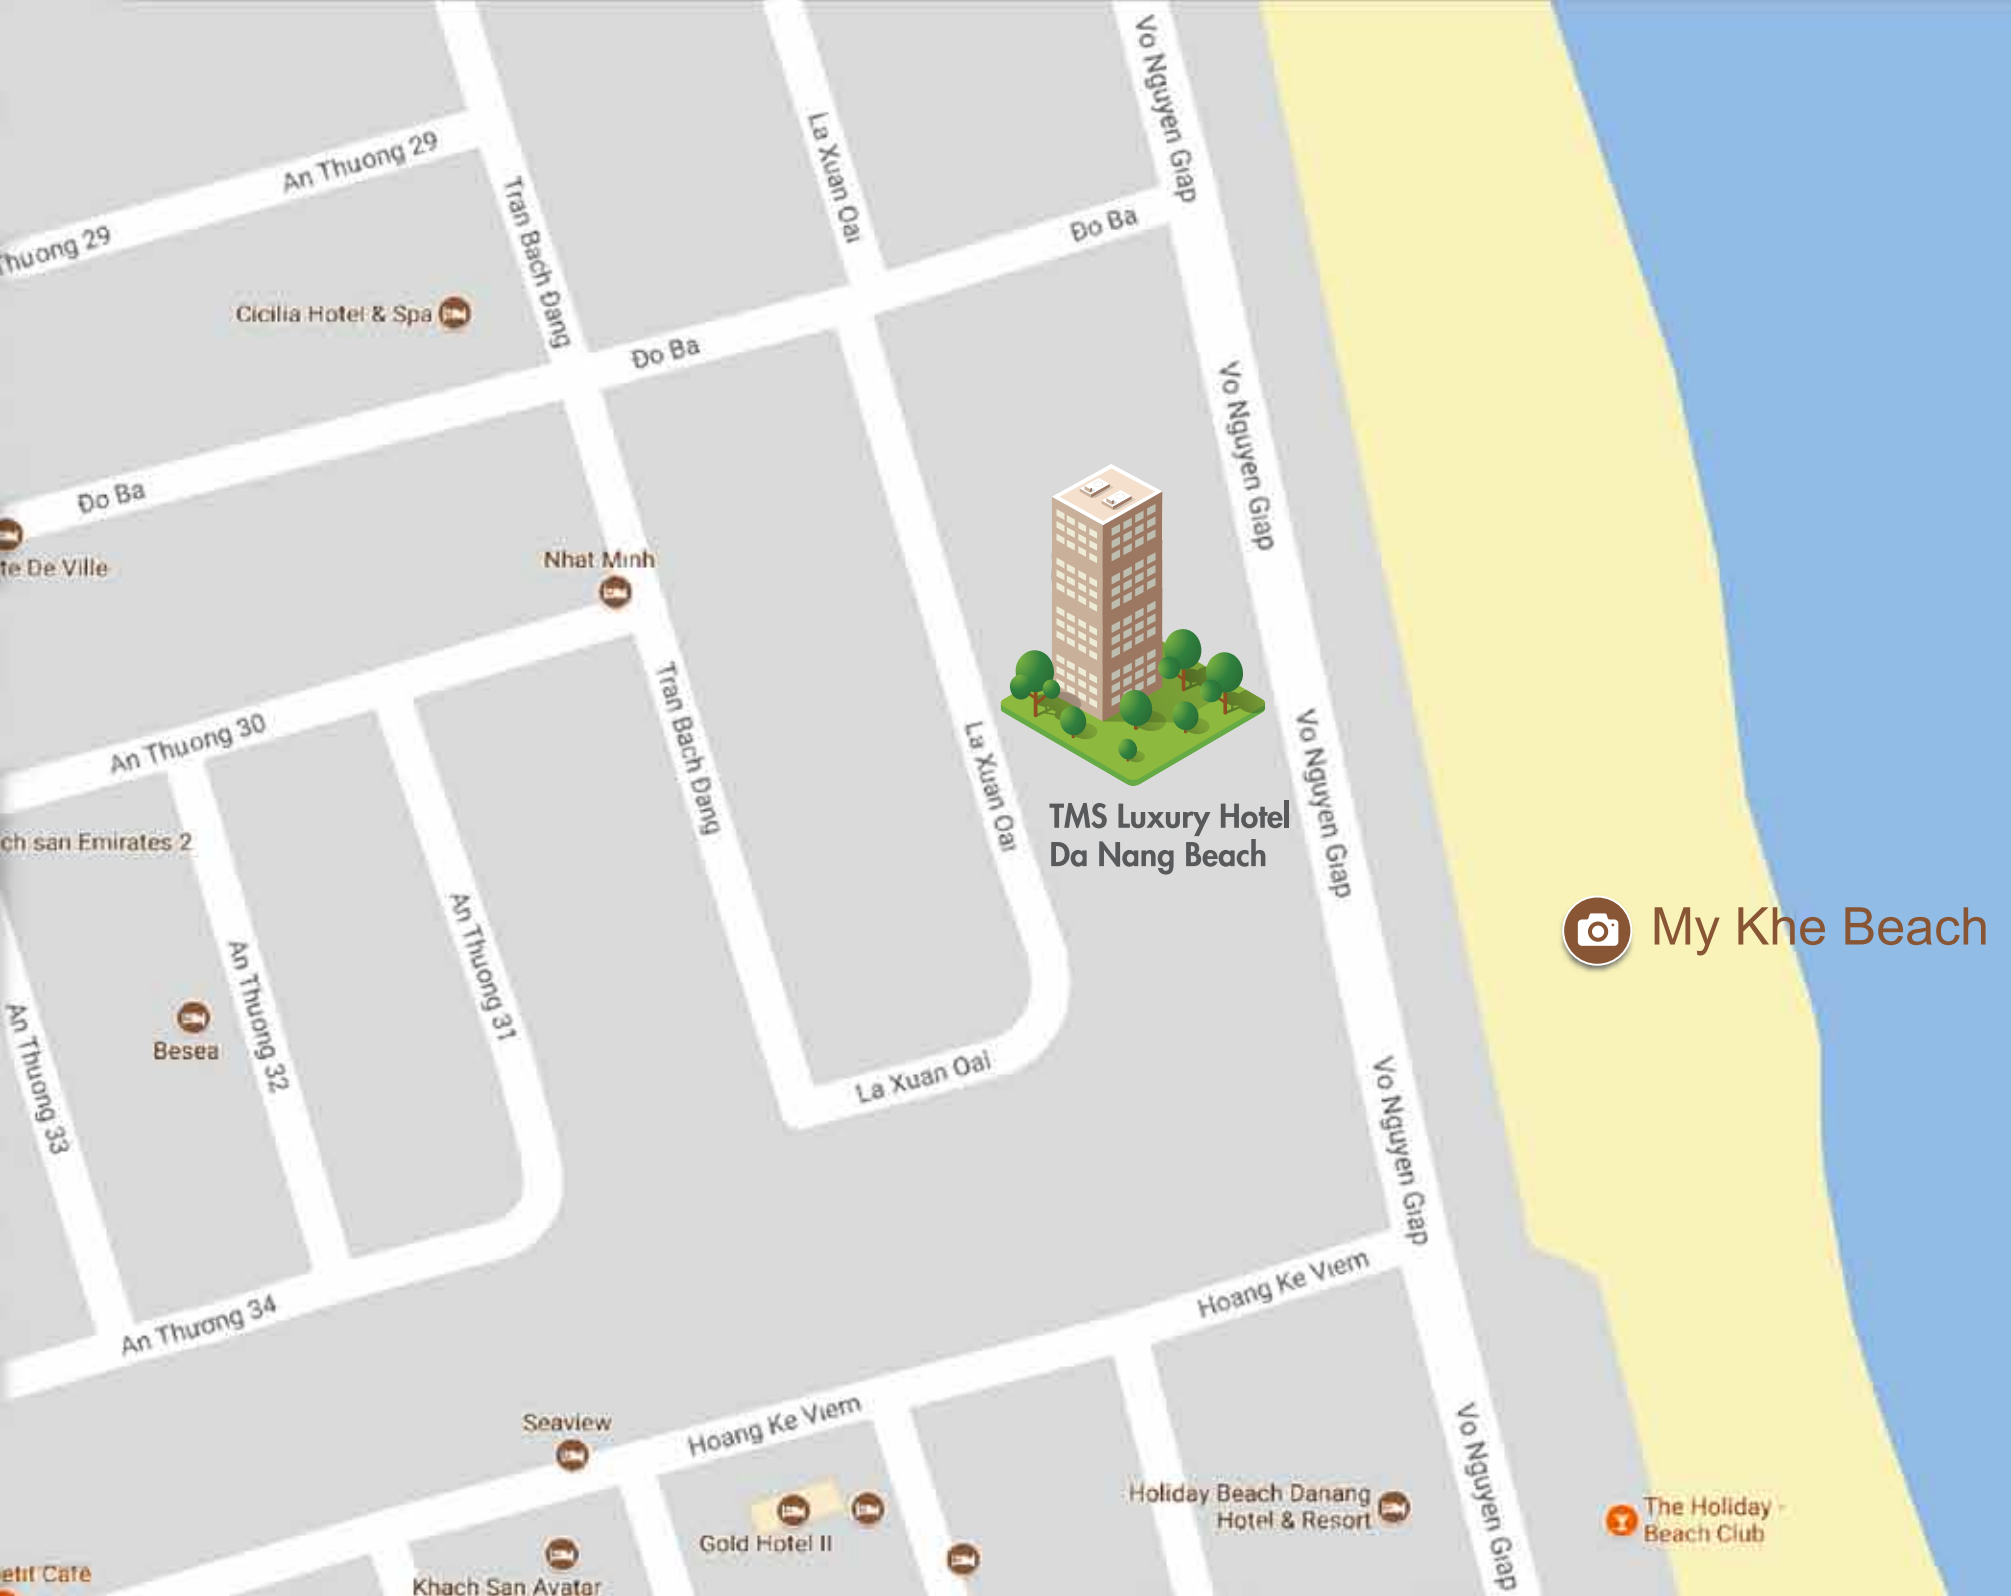 Vo Nguyen Giap
An Thuong 29
La Xuan Oai
Thuong 29
Tran Bach Đang
Đo Ba
Cicilia Hotel & Spa
Đo Ba
Vo Nguyen Giap
Đo Ba
Nhat Minh
te De Ville
Tran Bach Đang
An Thuong 30
La Xuan Oai
Vo Nguyen Giap
TMS Luxury Hotel
Da Nang Beach
ch san Emirates 2
My Khe Beach
An Thuong 31
An Thuong 32
An Thuong 33
Besea
La Xuan Oai
Vo Nguyen Giap
An Thương 34
Hoang Ke Viem
Seaview
Hoang Ke Viem
Vo Nguyen Giap
Holiday Beach Danang
Hotel & Resort
The Holiday -
Beach Club
Gold Hotel II
etit Café
Khach San Avatar